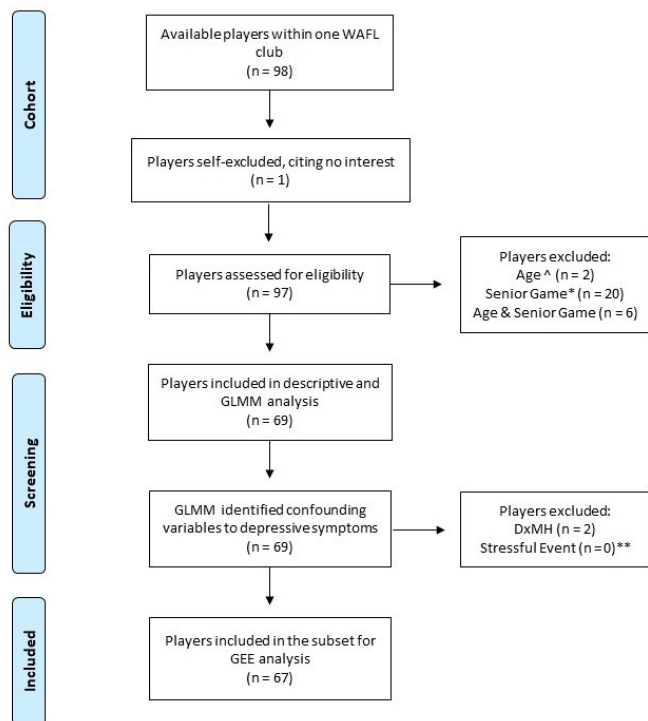 Cohort
Available players within one WAFL
club
(n = 98)
Players self-excluded, citing no interest
(n = 1)
Eligibility
Players assessed for eligibility
(n = 97)
Players excluded:
Age ^ (n = 2)
Senior Game* (n = 20)
Age & Senior Game (n = 6)
Screening
Players included in descriptive and
GLMM analysis
(n = 69)
GLMM identified confounding
variables to depressive symptoms
(n = 69)
Players excluded:
DxMH (n = 2)
Stressful Event (n = 0)**
Included
Players included in the subset for
GEE analysis
(n = 67)